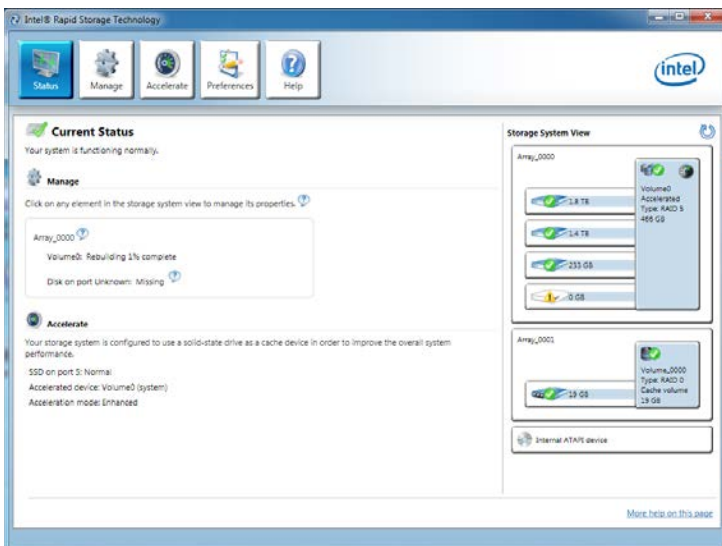 Intel® Rapid Storage Technology
Status
Manage
Accelerate
Preferences
Help
intel
Current Status
Your system is functioning normally.
Manage
Click on any element in the storage system view to manage its properties.
Array_0000
Volume0: Rebuilding 1% complete
Disk on port Unknown: Missing
Accelerate
Your storage system is configured to use a solid-state drive as a cache device in order to improve the overall system
performance.
SSD on port 5: Normal
Accelerated device: Volume0 (system)
Acceleration mode: Enhanced
Storage System View
Array_0000
1.8 TB
1.4 TB
233 GB
0 GB
Volume0
Accelerated
Type: RAID 5
466 GB
Array_0001
19 GB
Volume_0000
Type: RAID 0
Cache volume
19 GB
Internal ATAPI device
More help on this page